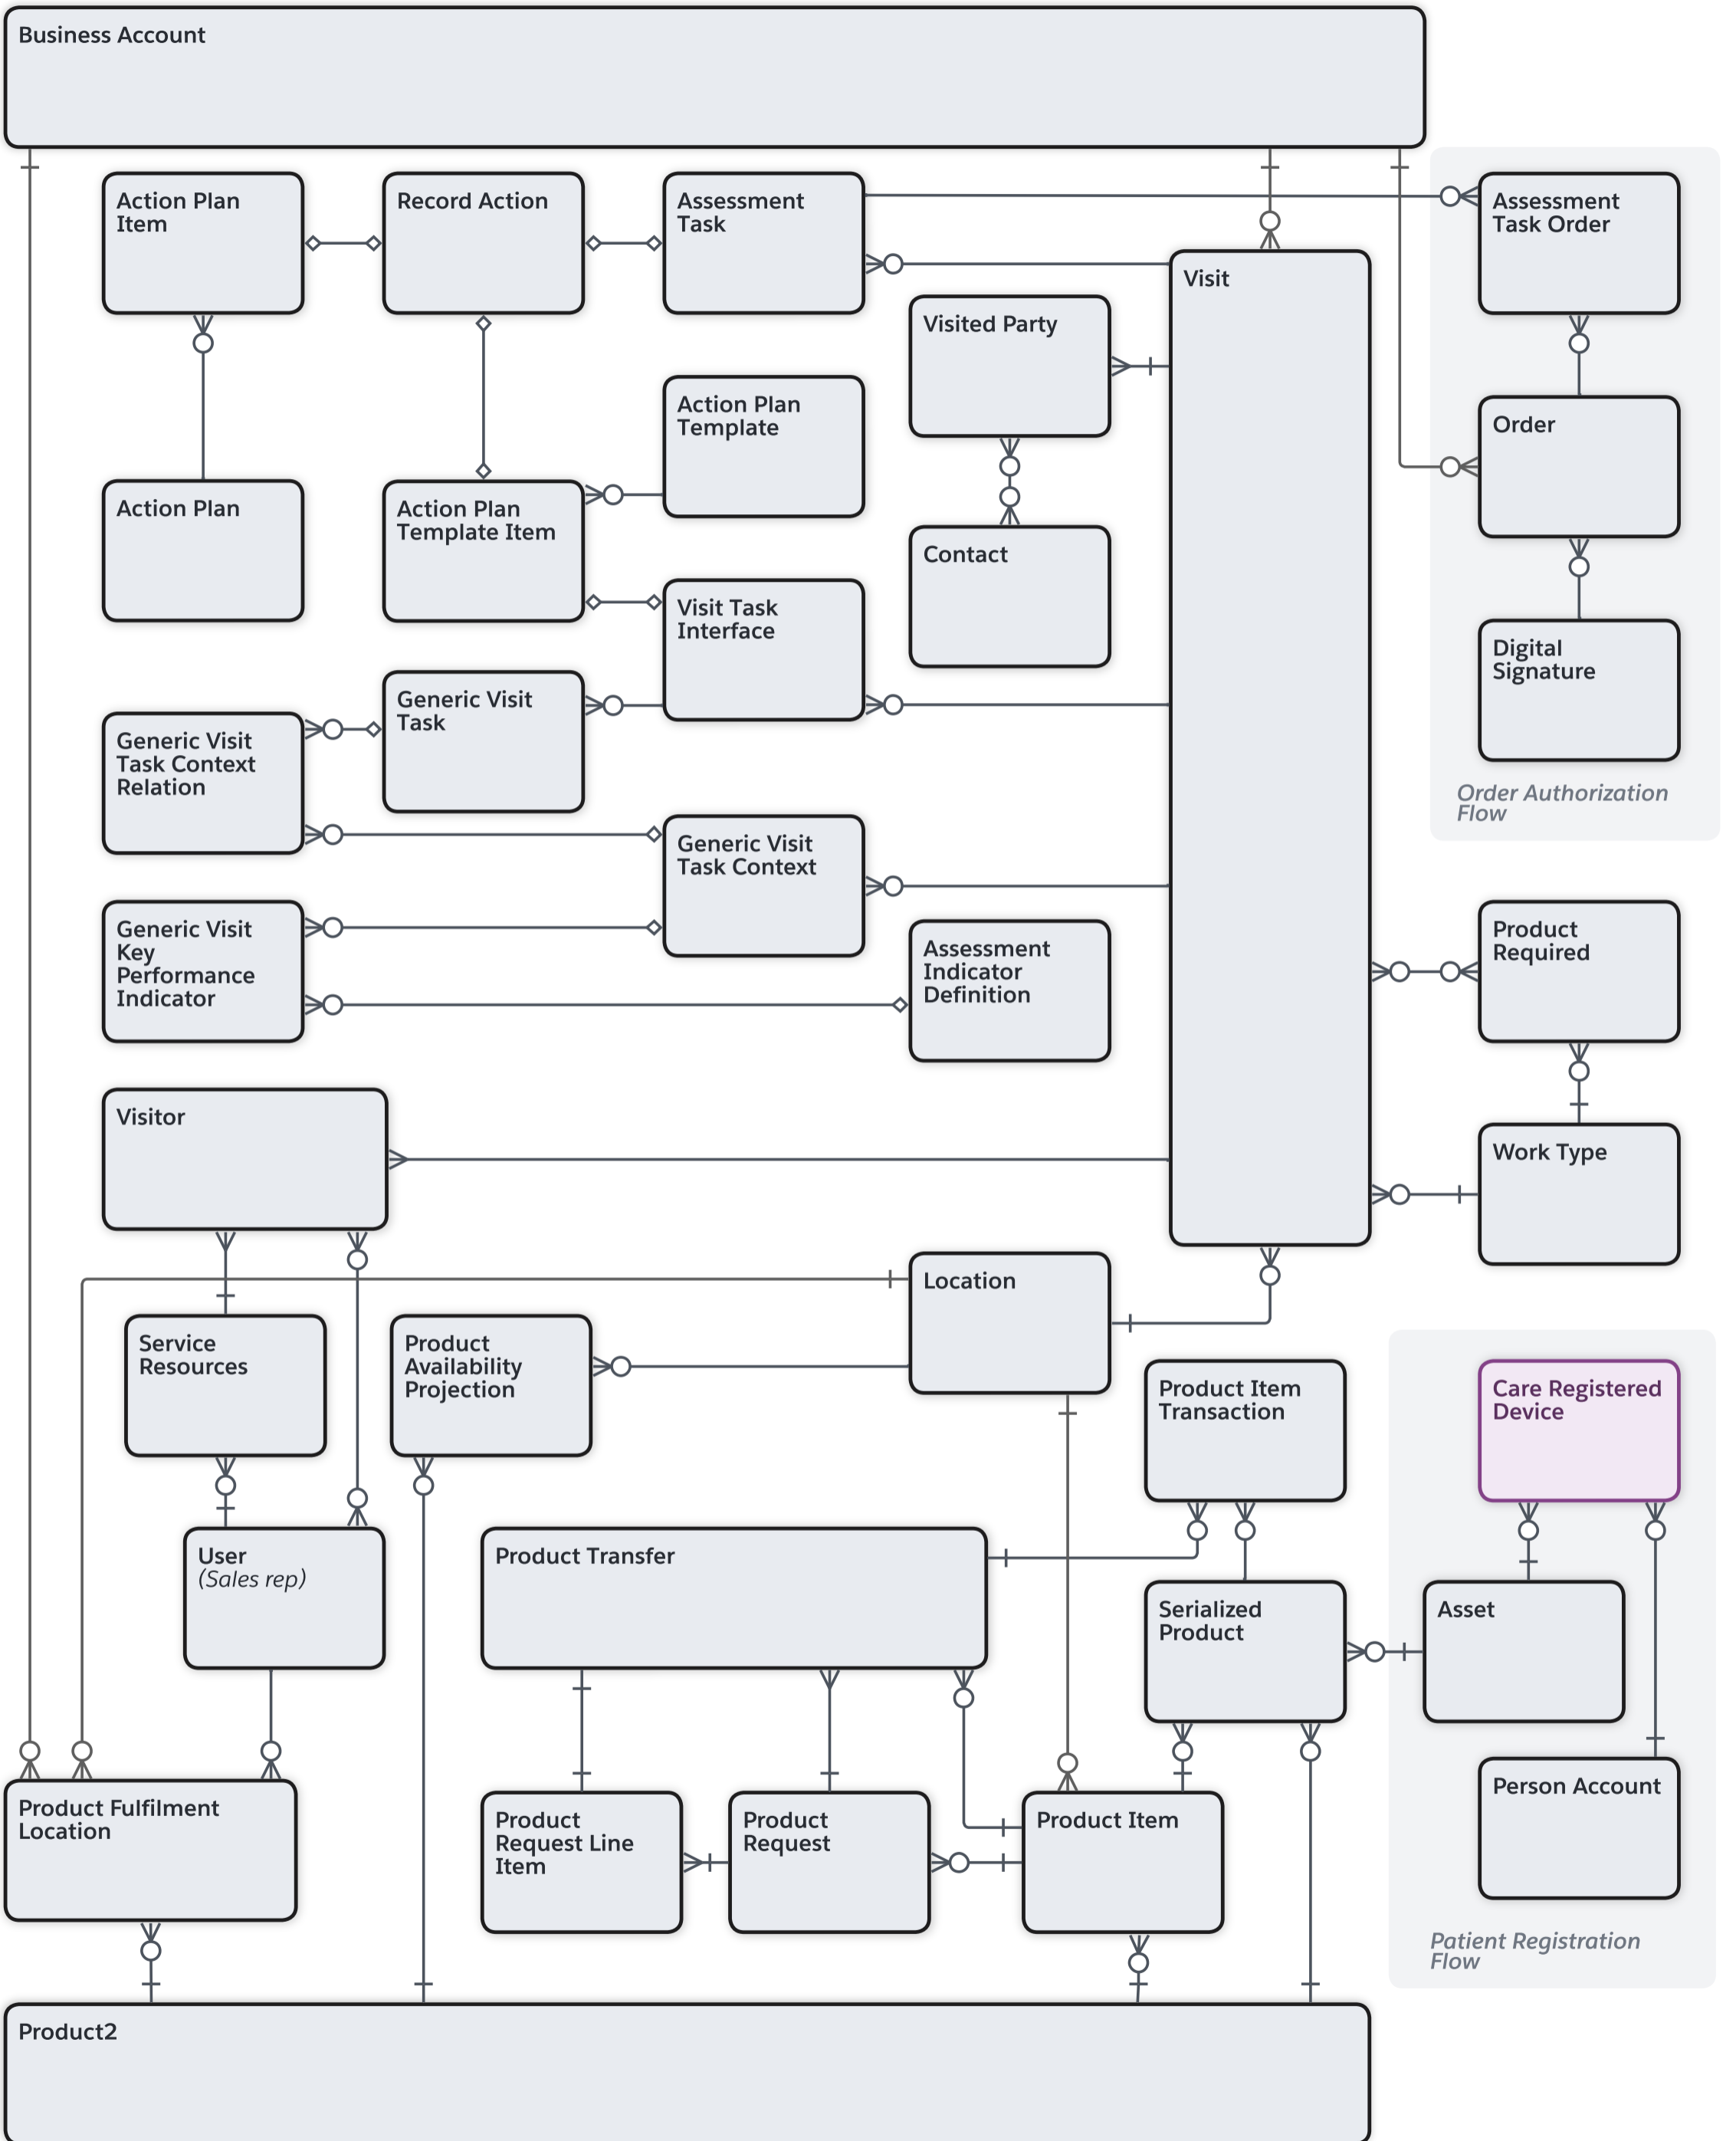 Business Account
Action Plan
Item
Record Action
Assessment
Task
Assessment
Task Order
Visit
Visited Party
Action Plan
Template
Order
Action Plan
Action Plan
Template Item
Contact
Visit Task
Interface
Digital
Signature
Generic Visit
Task
Generic Visit
Task Context
Relation
Order Authorization
Flow
Generic Visit
Task Context
Generic Visit
Key
Performance
Indicator
Assessment
Indicator
Definition
Product
Required
Visitor
Work Type
Location
Service
Resources
Product
Availability
Projection
Product Item
Transaction
Care Registered
Device
User
(Sales rep)
Product Transfer
Serialized
Product
Asset
Product Fulfilment
Location
Product
Request Line
Item
Product
Request
Product Item
Person Account
Patient Registration
Flow
Product2